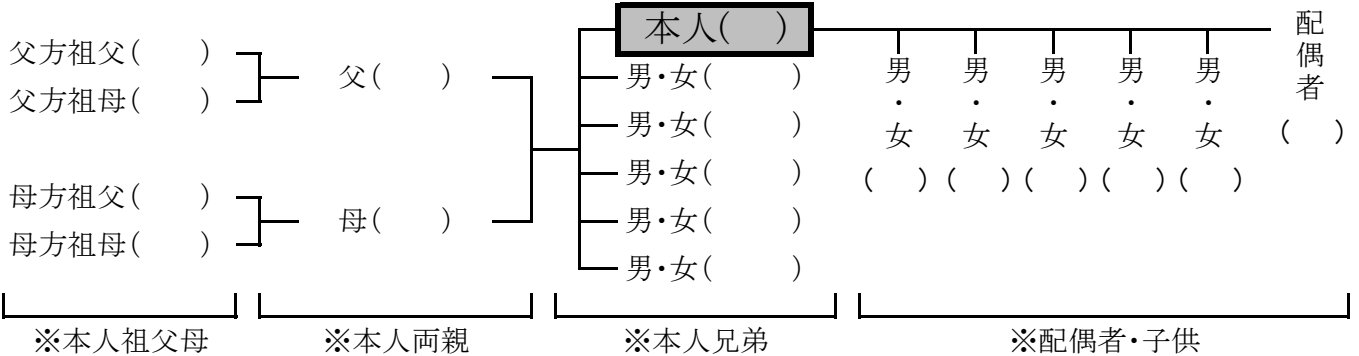 父方祖父(　　)
父方祖母(　　)
母方祖父(　　)
母方祖母(　　)
※本人祖父母
父(　　)
母(　　)
※本人両親
本人(　　)
男・女(　　)
男・女(　　)
男・女(　　)
男・女(　　)
男・女(　　)
※本人兄弟
男・女(　　)
男・女(　　)
男・女(　　)
男・女(　　)
男・女(　　)
配偶者(　　)
※配偶者・子供